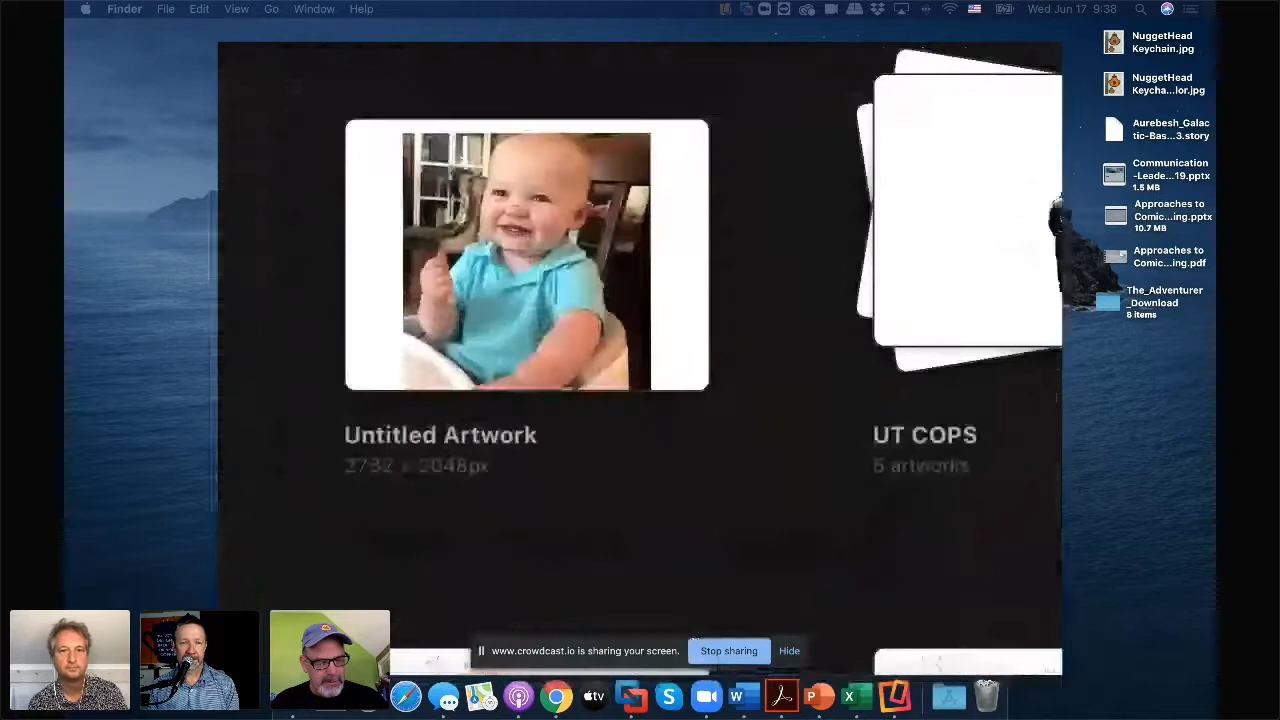 Finder File Edit View Go Window Help
Wed Jun 17 9:38
NuggetHead
Keychain.jpg
NuggetHead
Keycha...lor.jpg
Aurebesh_Galac
tic-Bas...3.story
Communication
-Leade...19.pptx
1.5 MB
Approaches to
Comic...ing.pptx
10.7 MB
Approaches to
Comic...ing.pdf
The_Adventurer
_Download
8 items
Untitled Artwork
2732 x 2048px
UT COPS
5 artworks
www.crowdcast.io is sharing your screen.
Stop sharing
Hide
tv
S
W
P
X